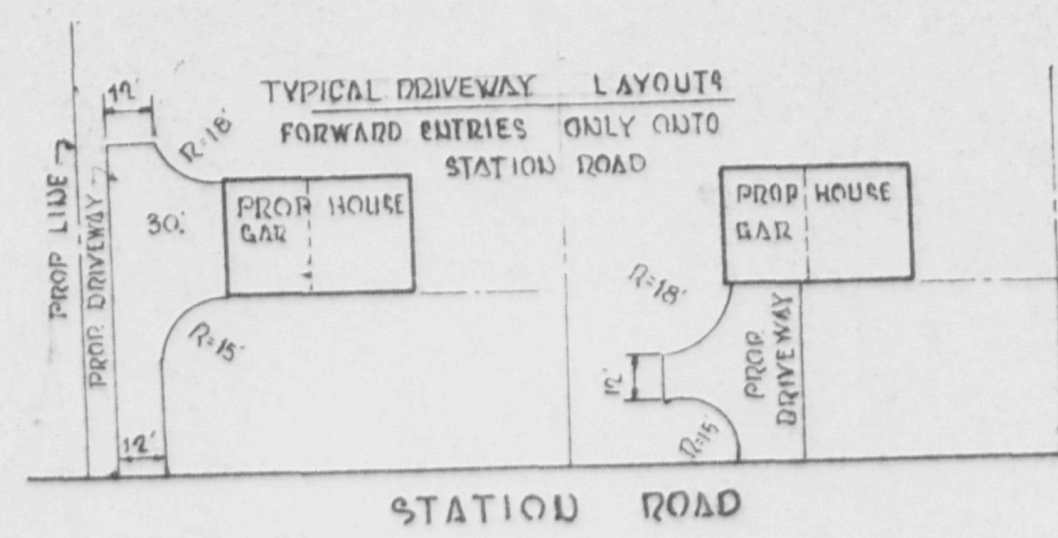 TYPICAL DRIVEWAY LAYOUTS
FORWARD ENTRIES ONLY ONTO
STATION ROAD
12'
R=18'
PROP LINE
PROP DRIVEWAY
30'
PROP HOUSE
GAR
R=15'
12'
PROP HOUSE
GAR
R=18'
12'
PROP
DRIVEWAY
R=15'
STATION ROAD